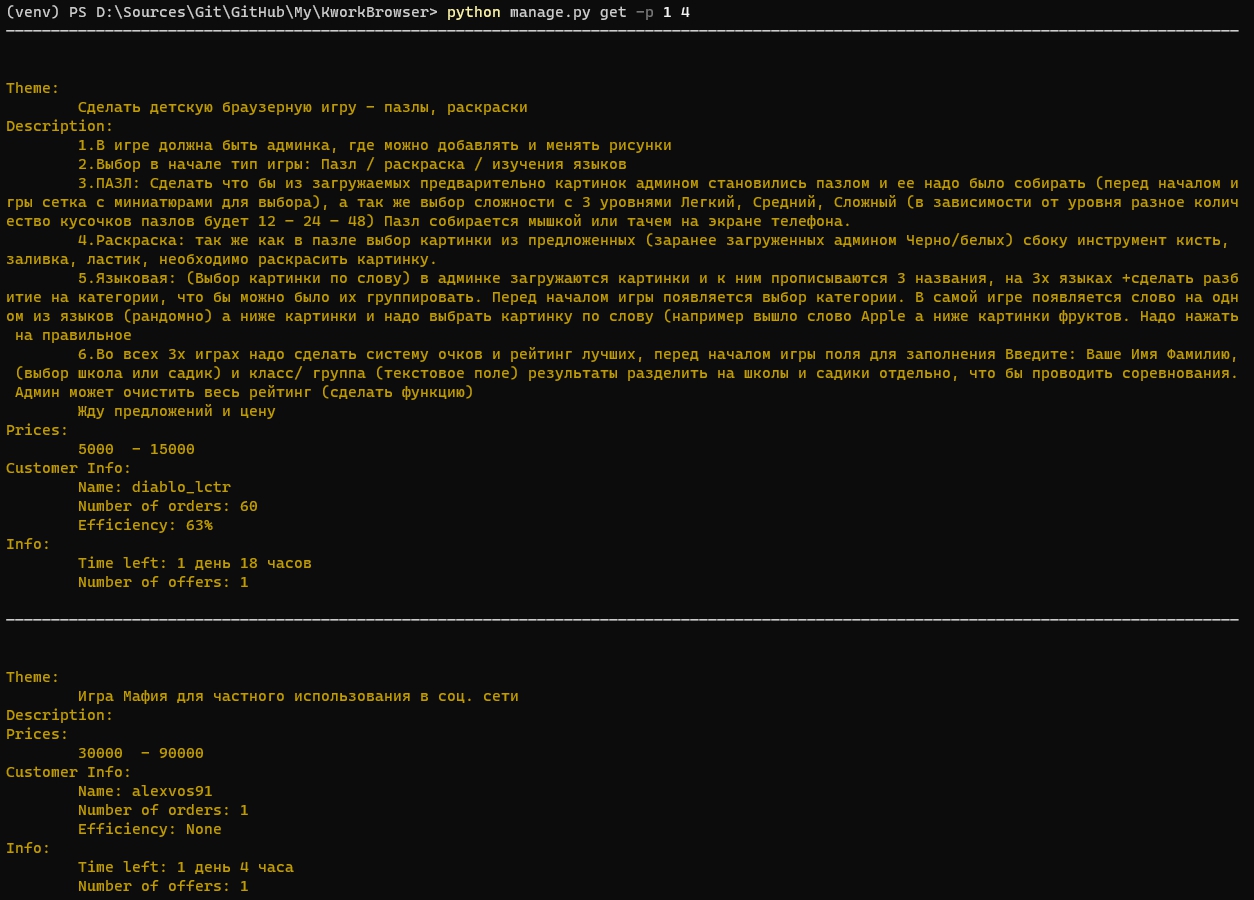 (venv) PS D:\Sources\Git\GitHub\My\KworkBrowser> python manage.py get -p 1 4
Theme:
Сделать детскую браузерную игру - пазлы, раскраски
Description:
1.В игре должна быть админка, где можно добавлять и менять рисунки
2.Выбор в начале тип игры: Пазл / раскраска / изучения языков
3.ПАЗЛ: Сделать что бы из загружаемых предварительно картинок админом становились пазлом и ее надо было собирать (перед началом и
гры сетка с миниатюрами для выбора), а так же выбор сложности с 3 уровнями Легкий, Средний, Сложный (в зависимости от уровня разное колич
ество кусочков пазлов будет 12 – 24 – 48) Пазл собирается мышкой или тачем на экране телефона.
4.Раскраска: так же как в пазле выбор картинки из предложенных (заранее загруженных админом Черно/белых) сбоку инструмент кисть,
заливка, ластик, необходимо раскрасить картинку.
5.Языковая: (Выбор картинки по слову) в админке загружаются картинки и к ним прописываются 3 названия, на 3х языках +сделать разб
итие на категории, что бы можно было их группировать. Перед началом игры появляется выбор категории. В самой игре появляется слово на одн
ом из языков (рандомно) а ниже картинки и надо выбрать картинку по слову (например вышло слово Apple а ниже картинки фруктов. Надо нажать
на правильное
6.Во всех 3х играх надо сделать систему очков и рейтинг лучших, перед началом игры поля для заполнения Введите: Ваше Имя Фамилию,
(выбор школа или садик) и класс/ группа (текстовое поле) результаты разделить на школы и садики отдельно, что бы проводить соревнования.
Админ может очистить весь рейтинг (сделать функцию)
Жду предложений и цену
Prices:
5000  - 15000
Customer Info:
Name: diablo_lctr
Number of orders: 60
Efficiency: 63%
Info:
Time left: 1 день 18 часов
Number of offers: 1
Theme:
Игра Мафия для частного использования в соц. сети
Description:
Prices:
30000  - 90000
Customer Info:
Name: alexvos91
Number of orders: 1
Efficiency: None
Info:
Time left: 1 день 4 часа
Number of offers: 1